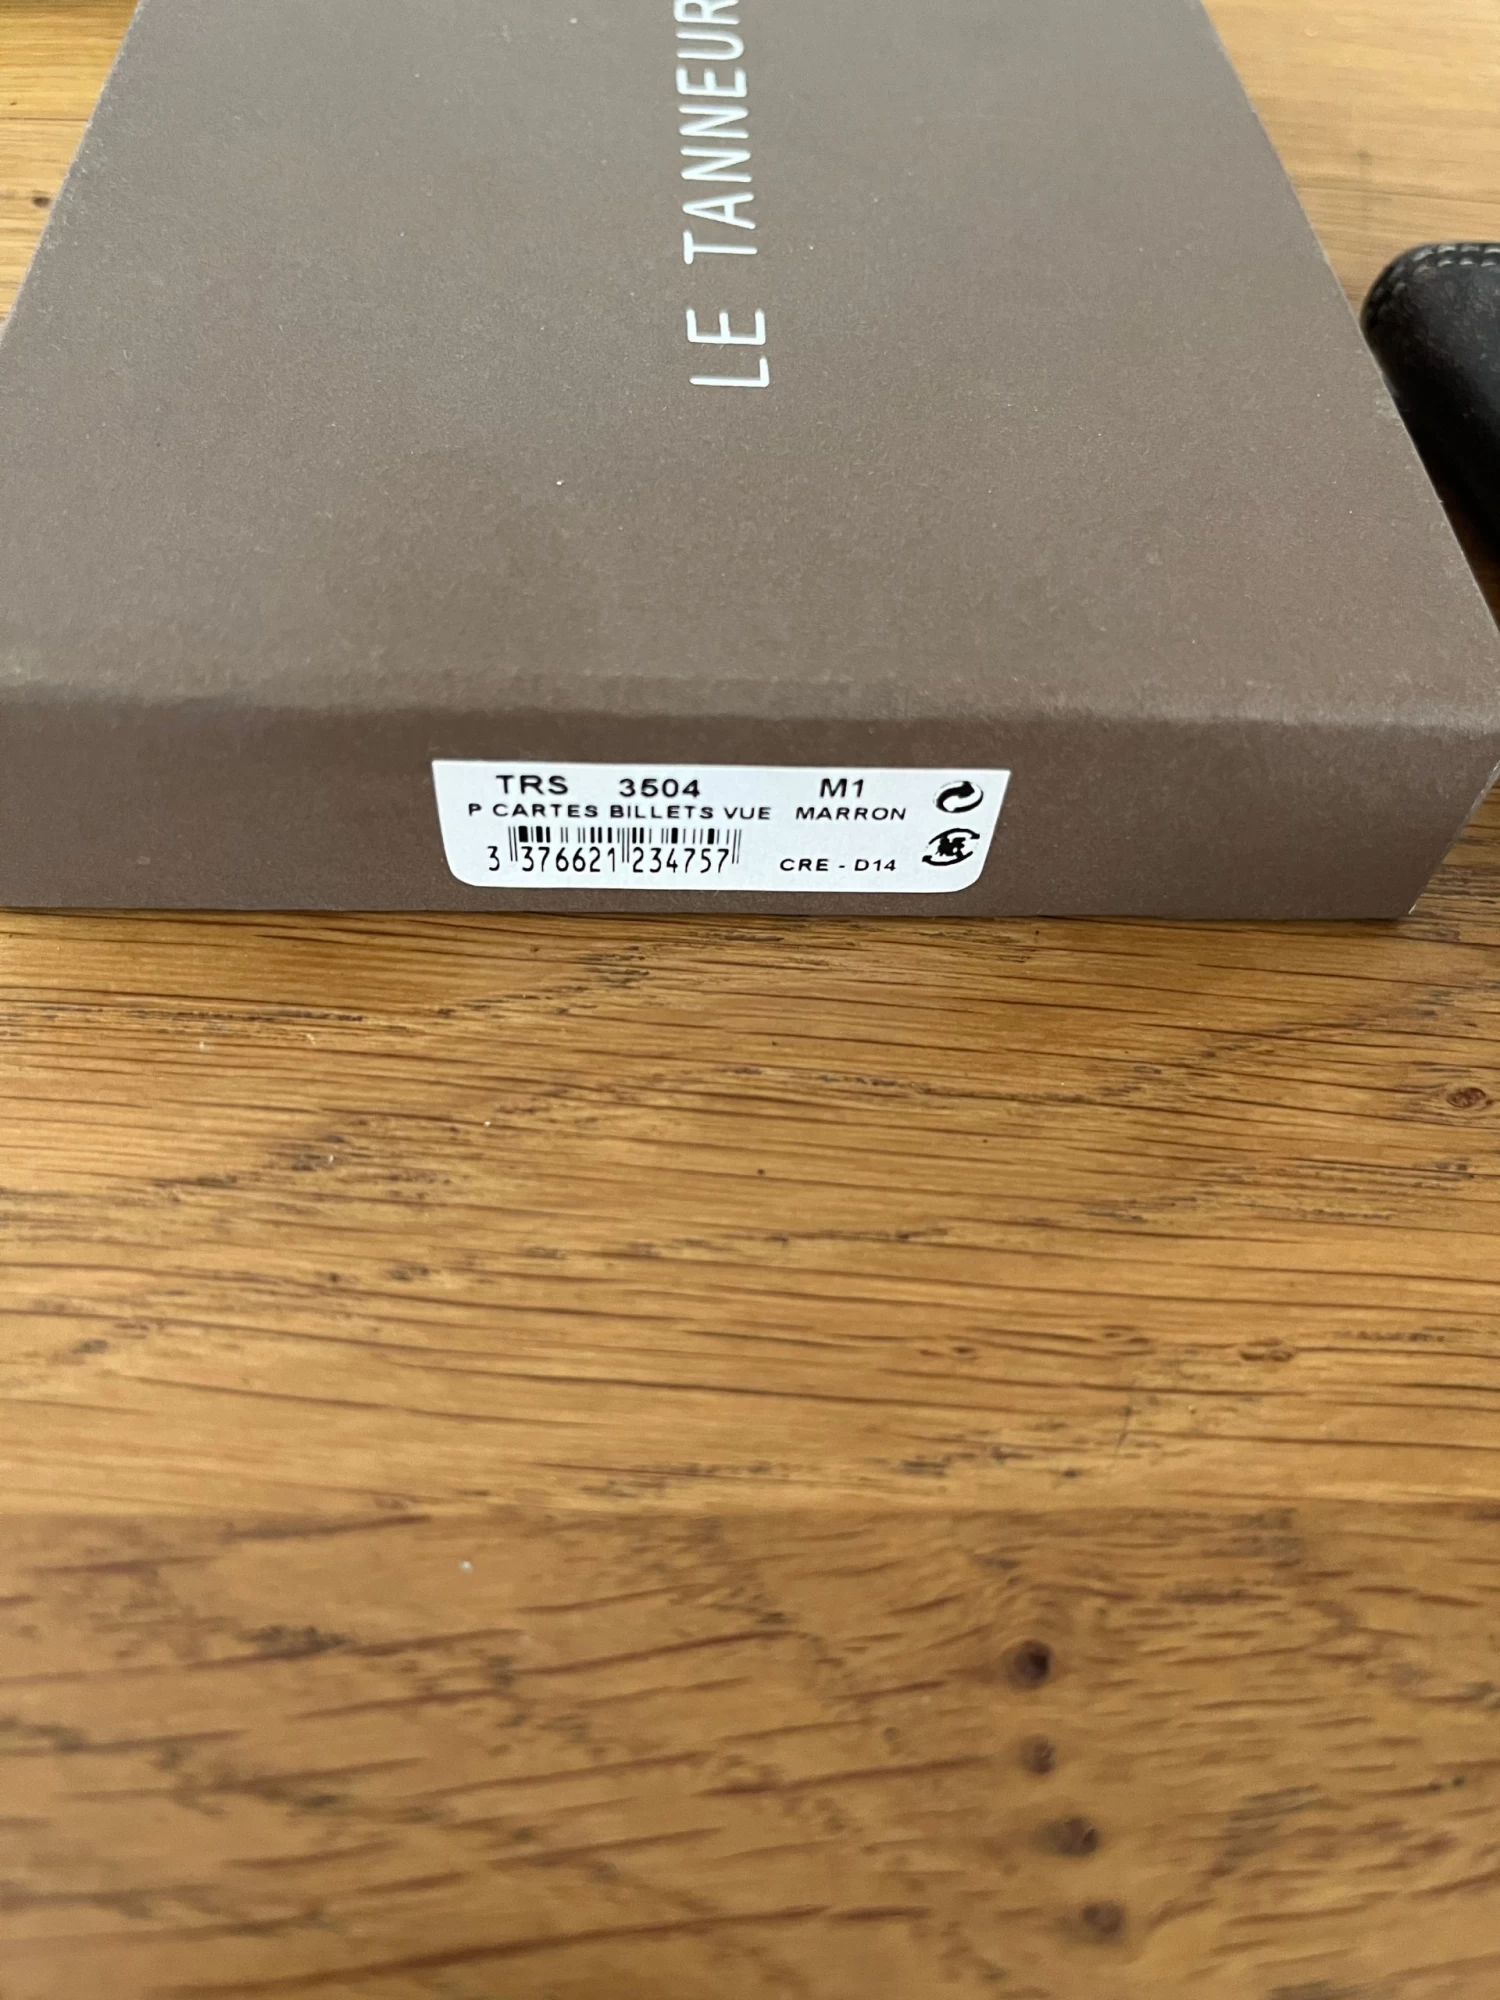 LE TANNEUR
TRS 3504 M1
P CARTES BILLETS VUE MARRON
3 376621 234757
CRE - D14